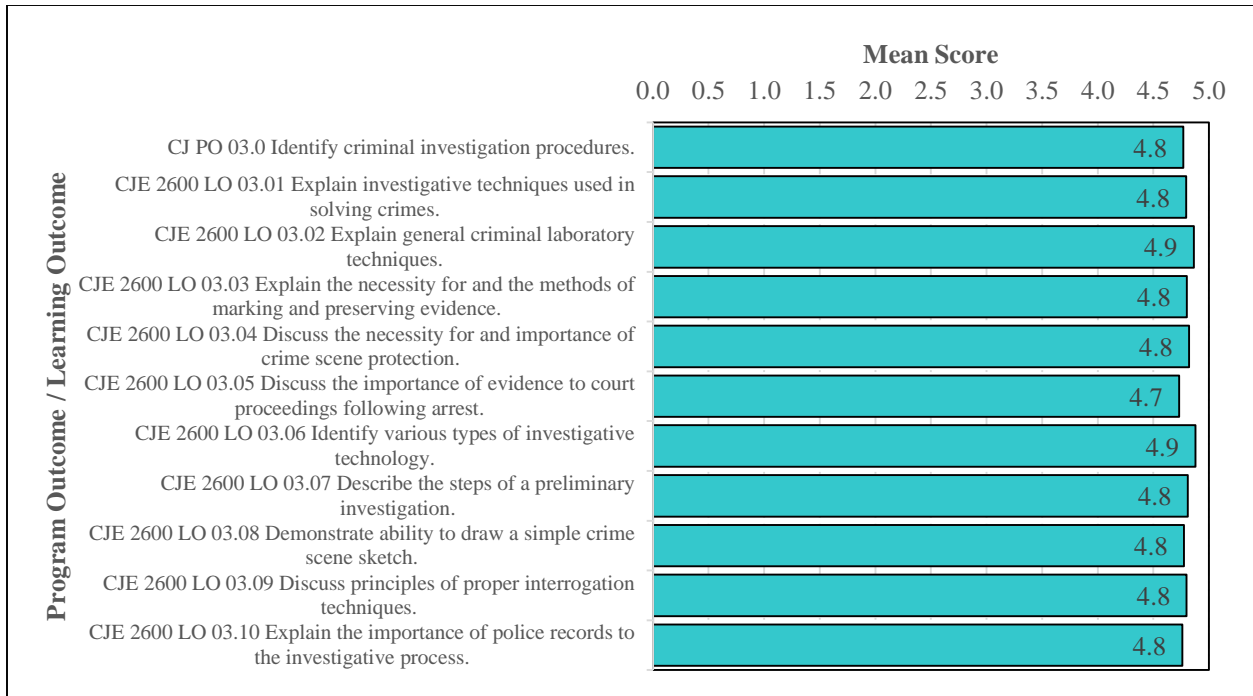 Mean Score
0.0 0.5 1.0 1.5 2.0 2.5 3.0 3.5 4.0 4.5 5.0
Program Outcome / Learning Outcome
CJ PO 03.0 Identify criminal investigation procedures.
4.8
CJE 2600 LO 03.01 Explain investigative techniques used in
solving crimes.
4.8
CJE 2600 LO 03.02 Explain general criminal laboratory
techniques.
4.9
CJE 2600 LO 03.03 Explain the necessity for and the methods of
marking and preserving evidence.
4.8
CJE 2600 LO 03.04 Discuss the necessity for and importance of
crime scene protection.
4.8
CJE 2600 LO 03.05 Discuss the importance of evidence to court
proceedings following arrest.
4.7
CJE 2600 LO 03.06 Identify various types of investigative
technology.
4.9
CJE 2600 LO 03.07 Describe the steps of a preliminary
investigation.
4.8
CJE 2600 LO 03.08 Demonstrate ability to draw a simple crime
scene sketch.
4.8
CJE 2600 LO 03.09 Discuss principles of proper interrogation
techniques.
4.8
CJE 2600 LO 03.10 Explain the importance of police records to
the investigative process.
4.8